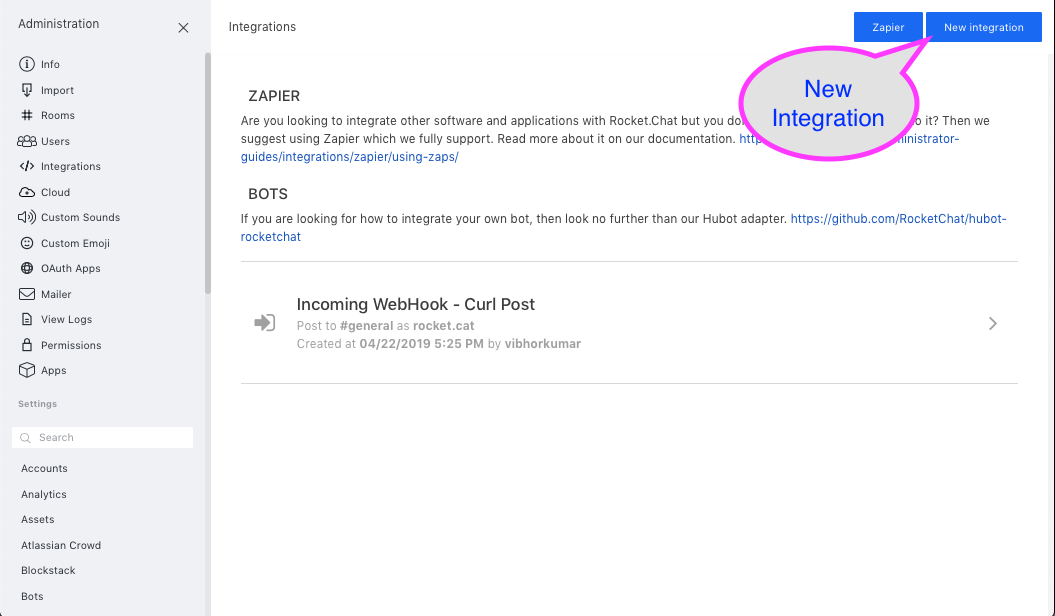 Administration
Info
Import
Rooms
Users
Integrations
Cloud
Custom Sounds
Custom Emoji
OAuth Apps
Mailer
View Logs
Permissions
Apps
Settings
Search
Accounts
Analytics
Assets
Atlassian Crowd
Blockstack
Bots
Integrations
Zapier
New integration
New
Integration
ZAPIER
Are you looking to integrate other software and applications with Rocket.Chat but you do it? Then we
suggest using Zapier which we fully support. Read more about it on our documentation.
guides/integrations/zapier/using-zaps/
BOTS
If you are looking for how to integrate your own bot, then look no further than our Hubot adapter. https://github.com/RocketChat/hubot-
rocketchat
Incoming WebHook - Curl Post
Post to #general as rocket.cat
Created at 04/22/2019 5:25 PM by vibhorkumar